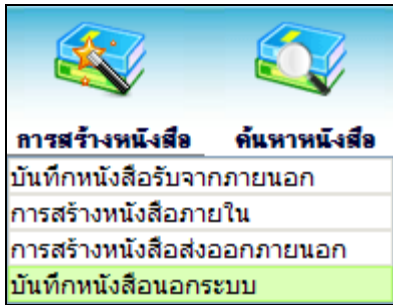 การสร้างหนังสือ ค้นหาหนังสือ
บันทึกหนังสือรับจากภายนอก
การสร้างหนังสือภายใน
การสร้างหนังสือส่งออกภายนอก
บันทึกหนังสือนอกระบบ